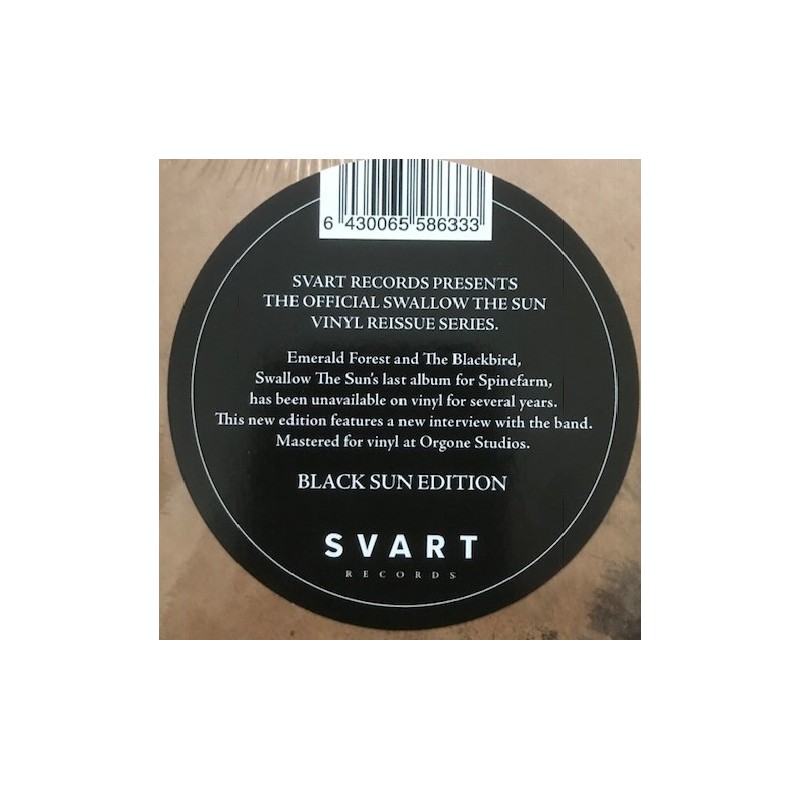 6 430065 586333
SVART RECORDS PRESENTS
THE OFFICIAL SWALLOW THE SUN
VINYL REISSUE SERIES.
Emerald Forest and The Blackbird,
Swallow The Sun's last album for Spinefarm,
has been unavailable on vinyl for several years.
This new edition features a new interview with the band.
Mastered for vinyl at Orgone Studios.
BLACK SUN EDITION
SVART
RECORDS